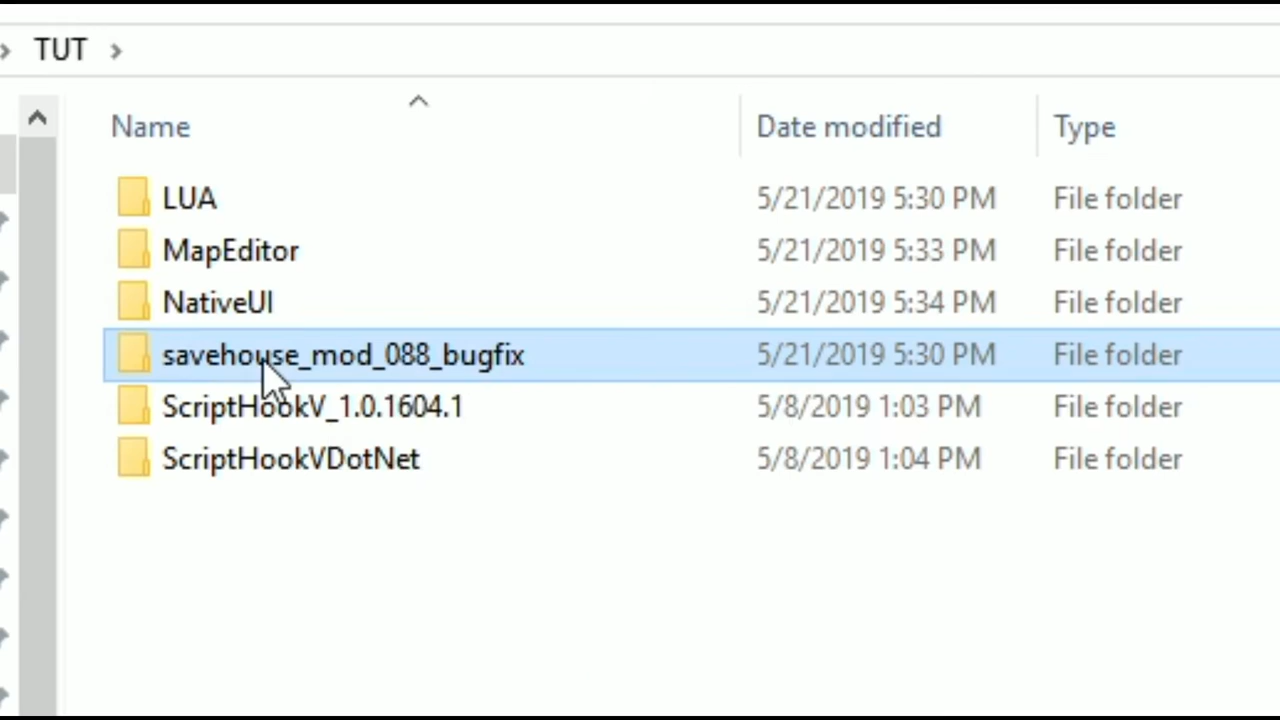 TUT
Name Date modified Type
LUA 5/21/2019 5:30 PM File folder
MapEditor 5/21/2019 5:33 PM File folder
NativeUI 5/21/2019 5:34 PM File folder
savehouse_mod_088_bugfix 5/21/2019 5:30 PM File folder
ScriptHookV_1.0.1604.1 5/8/2019 1:03 PM File folder
ScriptHookVDotNet 5/8/2019 1:04 PM File folder